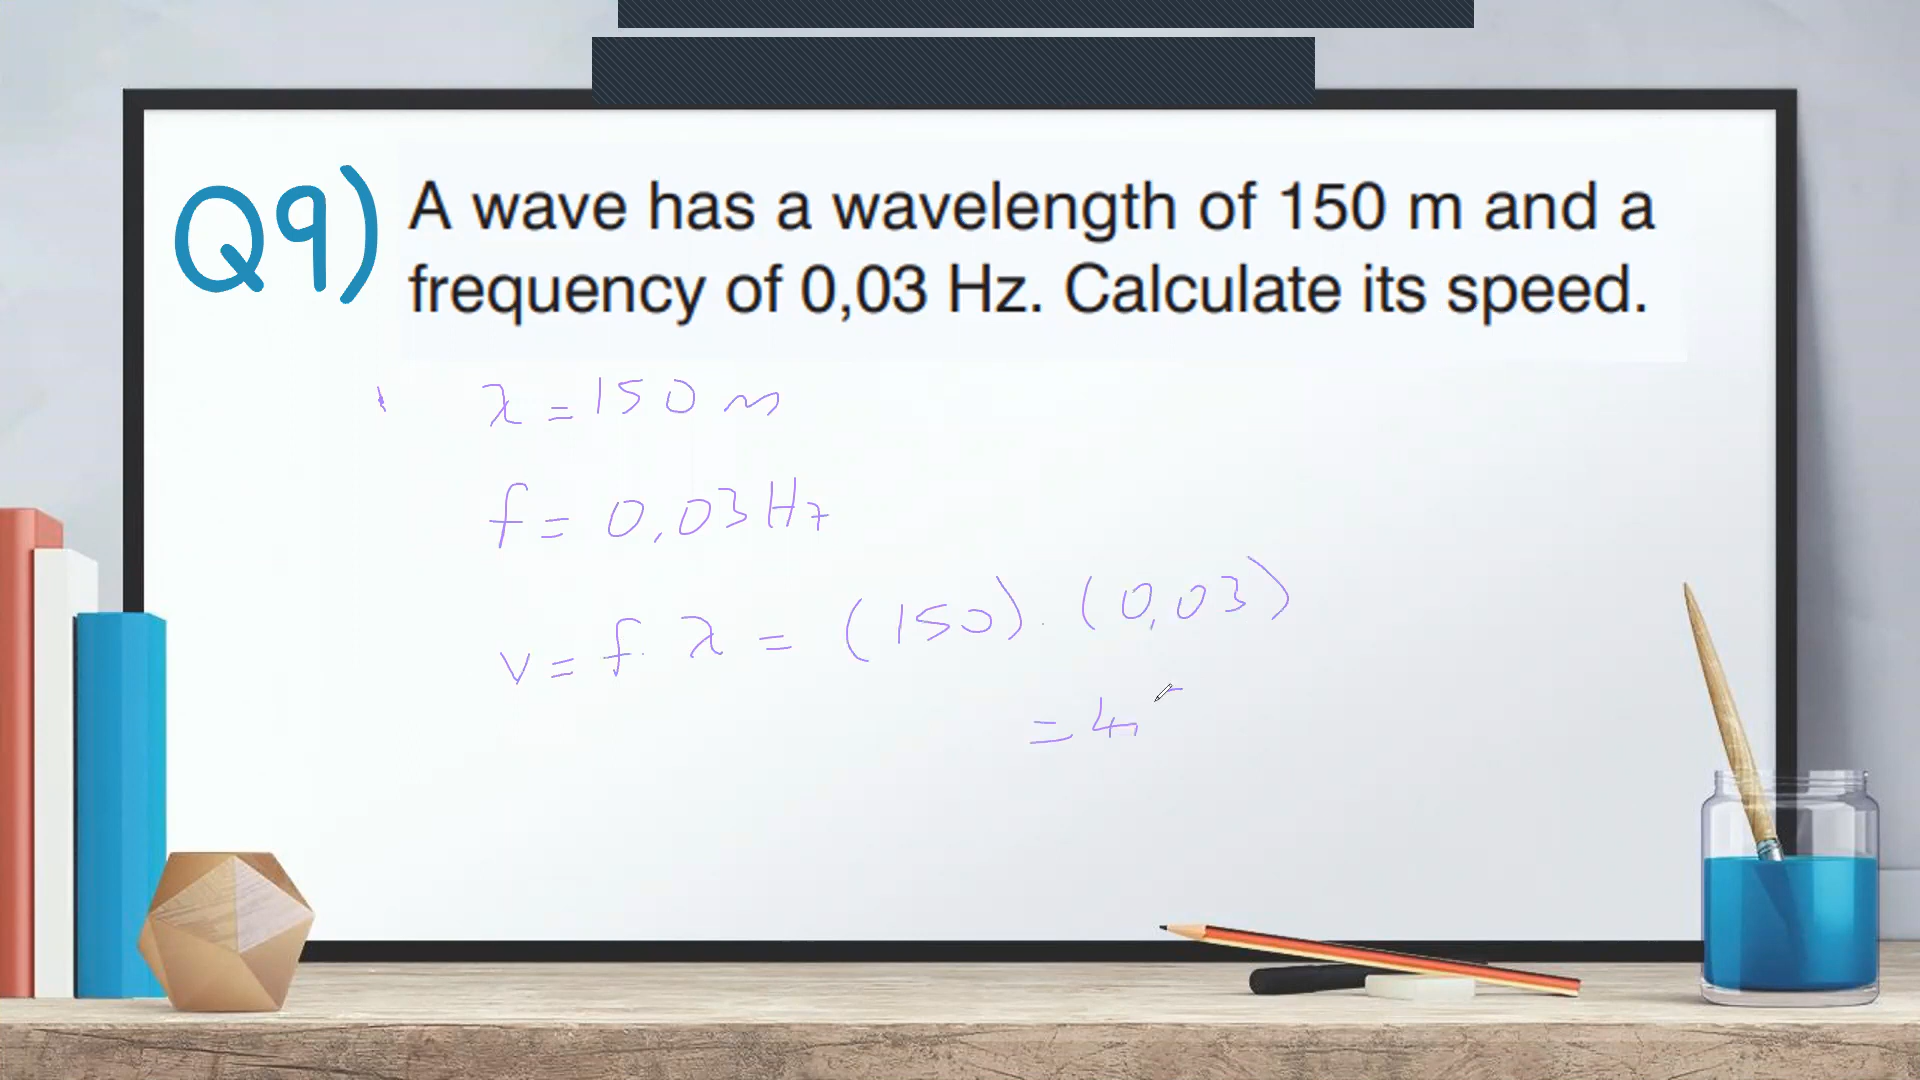 Q9) A wave has a wavelength of 150 m and a
frequency of 0,03 Hz. Calculate its speed.
λ = 150 m
f = 0,03 Hz
v = f. λ = (150) . (0,03)
= 4,